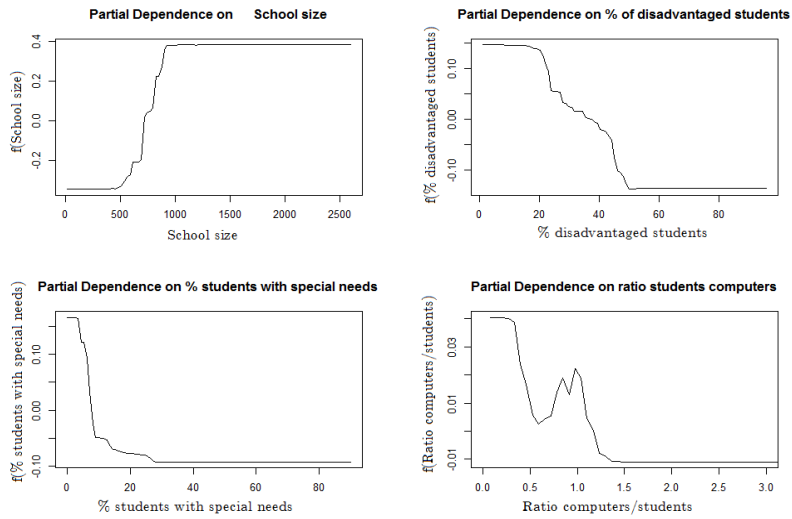 Partial Dependence on School size
f(School size)
0.4
0.2
0.0
-0.2
0 500 1000 1500 2000 2500
School size
Partial Dependence on % of disadvantaged students
f(% disadvantaged students)
0.10
0.00
-0.10
0 20 40 60 80
% disadvantaged students
Partial Dependence on % students with special needs
f(% students with special needs)
0.10
0.00
-0.10
0 20 40 60 80
% students with special needs
Partial Dependence on ratio students computers
f(Ratio computers/students)
0.03
0.01
-0.01
0.0 0.5 1.0 1.5 2.0 2.5 3.0
Ratio computers/students